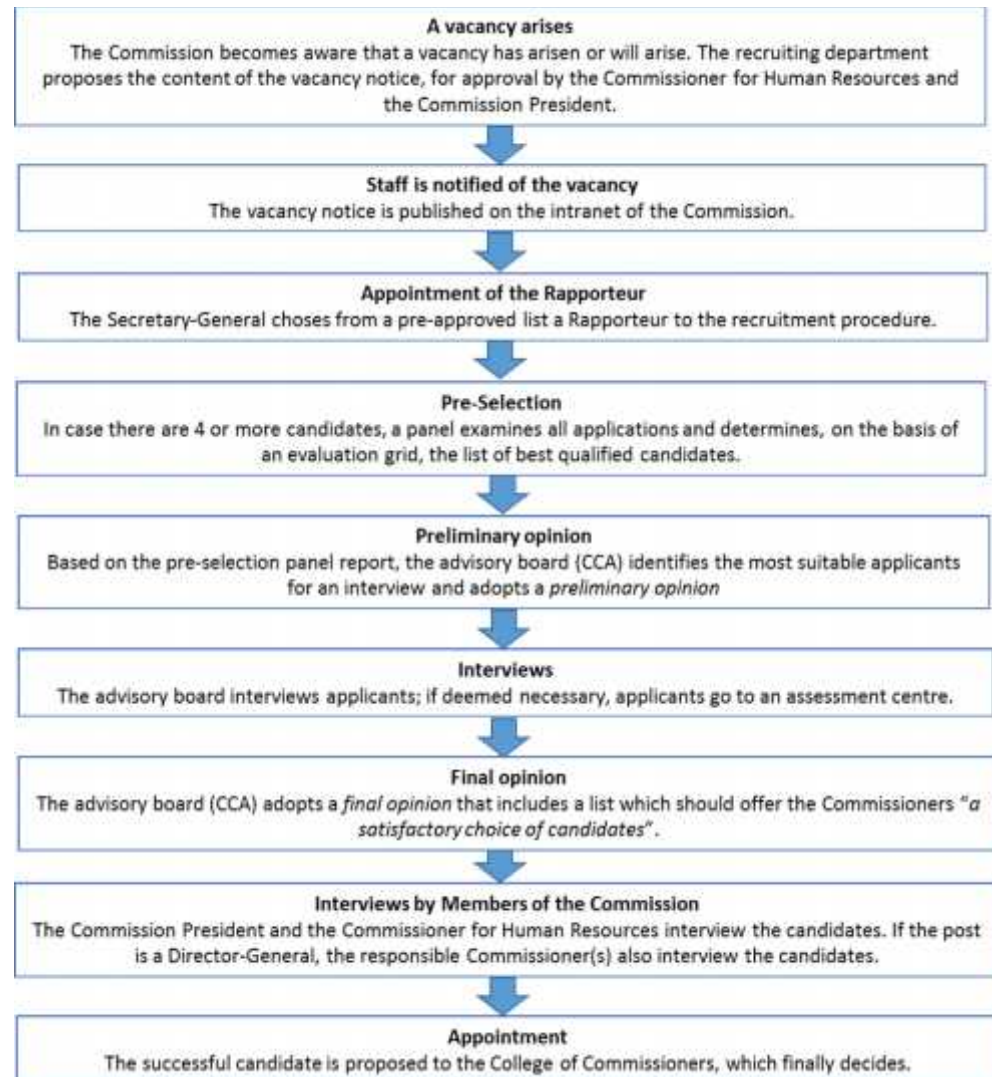 A vacancy arises
The Commission becomes aware that a vacancy has arisen or will arise. The recruiting department
proposes the content of the vacancy notice, for approval by the Commissioner for Human Resources and
the Commission President.
Staff is notified of the vacancy
The vacancy notice is published on the intranet of the Commission.
Appointment of the Rapporteur
The Secretary-General choses from a pre-approved list a Rapporteur to the recruitment procedure.
Pre-Selection
In case there are 4 or more candidates, a panel examines all applications and determines, on the basis of
an evaluation grid, the list of best qualified candidates.
Preliminary opinion
Based on the pre-selection panel report, the advisory board (CCA) identifies the most suitable applicants
for an interview and adopts a preliminary opinion
Interviews
The advisory board interviews applicants; if deemed necessary, applicants go to an assessment centre.
Final opinion
The advisory board (CCA) adopts a final opinion that includes a list which should offer the Commissioners "a
satisfactory choice of candidates".
Interviews by Members of the Commission
The Commission President and the Commissioner for Human Resources interview the candidates. If the post
is a Director-General, the responsible Commissioner(s) also interview the candidates.
Appointment
The successful candidate is proposed to the College of Commissioners, which finally decides.